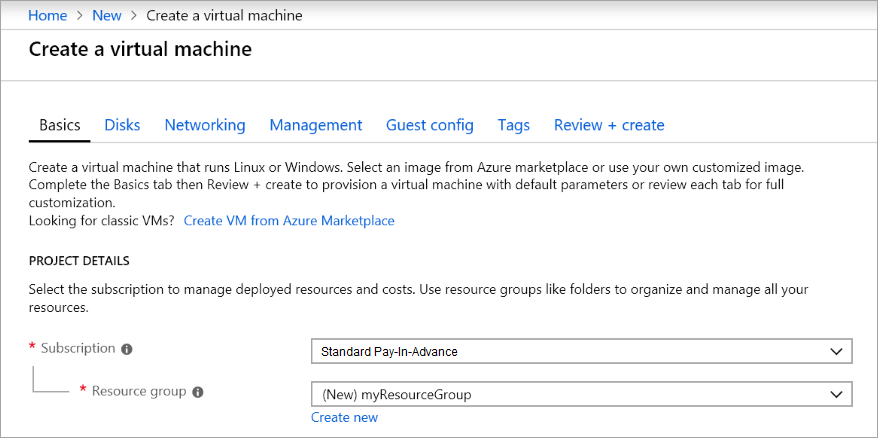 Home > New > Create a virtual machine
Create a virtual machine
Basics Disks Networking Management Guest config Tags Review + create
Create a virtual machine that runs Linux or Windows. Select an image from Azure marketplace or use your own customized image.
Complete the Basics tab then Review + create to provision a virtual machine with default parameters or review each tab for full
customization.
Looking for classic VMs? Create VM from Azure Marketplace
PROJECT DETAILS
Select the subscription to manage deployed resources and costs. Use resource groups like folders to organize and manage all your
resources.
* Subscription Standard Pay-In-Advance
* Resource group (New) myResourceGroup
Create new